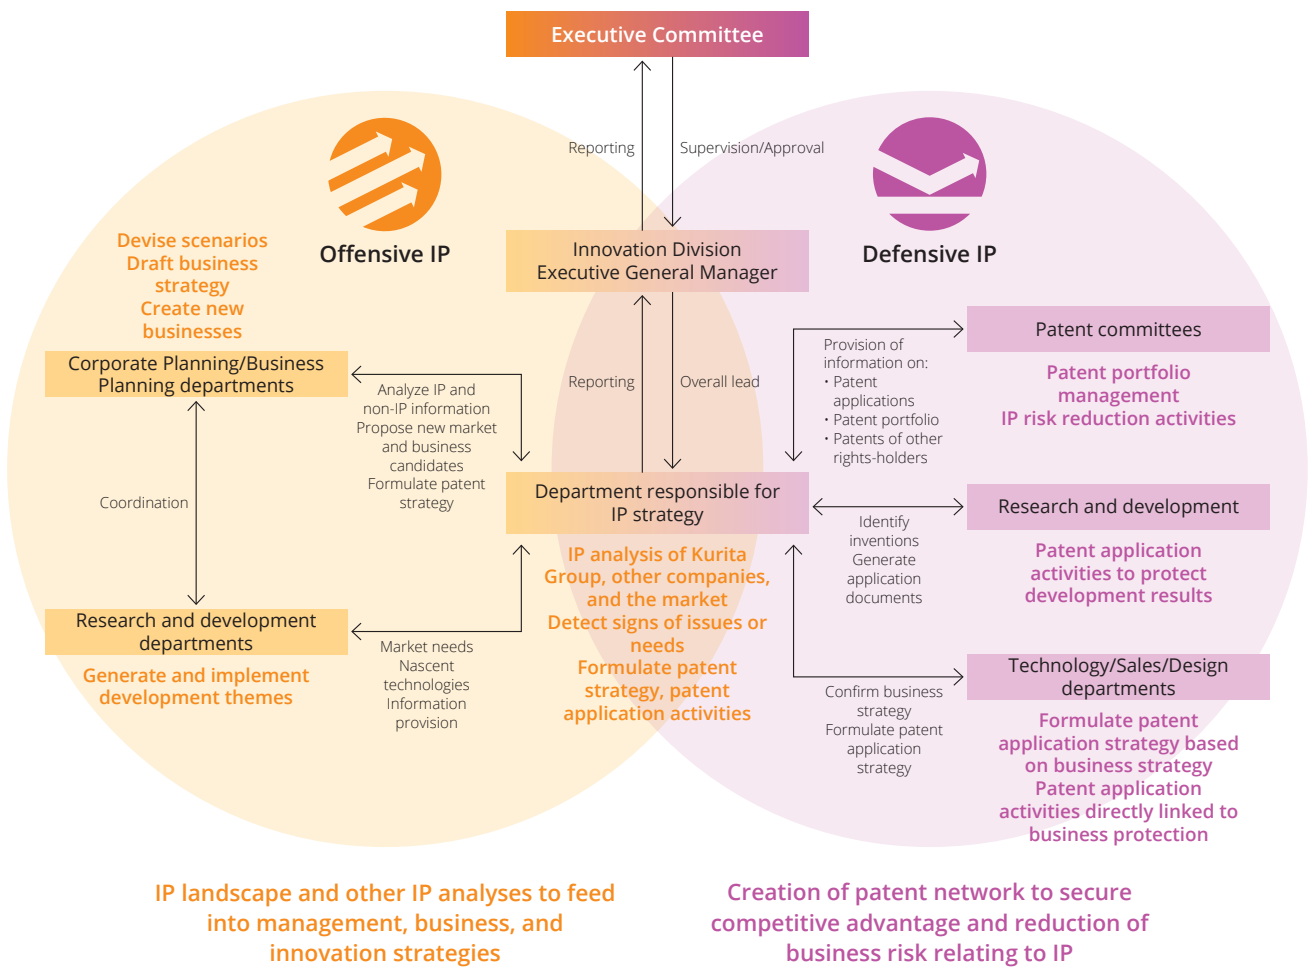 Executive Committee
Reporting
Supervision/Approval
Offensive IP
Defensive IP
Innovation Division
Executive General Manager
Devise scenarios
Draft business
strategy
Create new
businesses
Corporate Planning/Business
Planning departments
Analyze IP and
non-IP information
Propose new market
and business
candidates
Formulate patent
strategy
Coordination
Research and development
departments
Generate and implement
development themes
Market needs
Nascent
technologies
Information
provision
Reporting
Overall lead
Department responsible for
IP strategy
IP analysis of Kurita
Group, other companies,
and the market
Detect signs of issues or
needs
Formulate patent
strategy, patent
application activities
Provision of
information on:
• Patent
applications
• Patent portfolio
• Patents of other
rights-holders
Patent committees
Patent portfolio
management
IP risk reduction activities
Identify
inventions
Generate
application
documents
Research and development
Patent application
activities to protect
development results
Confirm business
strategy
Formulate patent
application
strategy
Technology/Sales/Design
departments
Formulate patent
application strategy based
on business strategy
Patent application
activities directly linked to
business protection
IP landscape and other IP analyses to feed
into management, business, and
innovation strategies
Creation of patent network to secure
competitive advantage and reduction of
business risk relating to IP